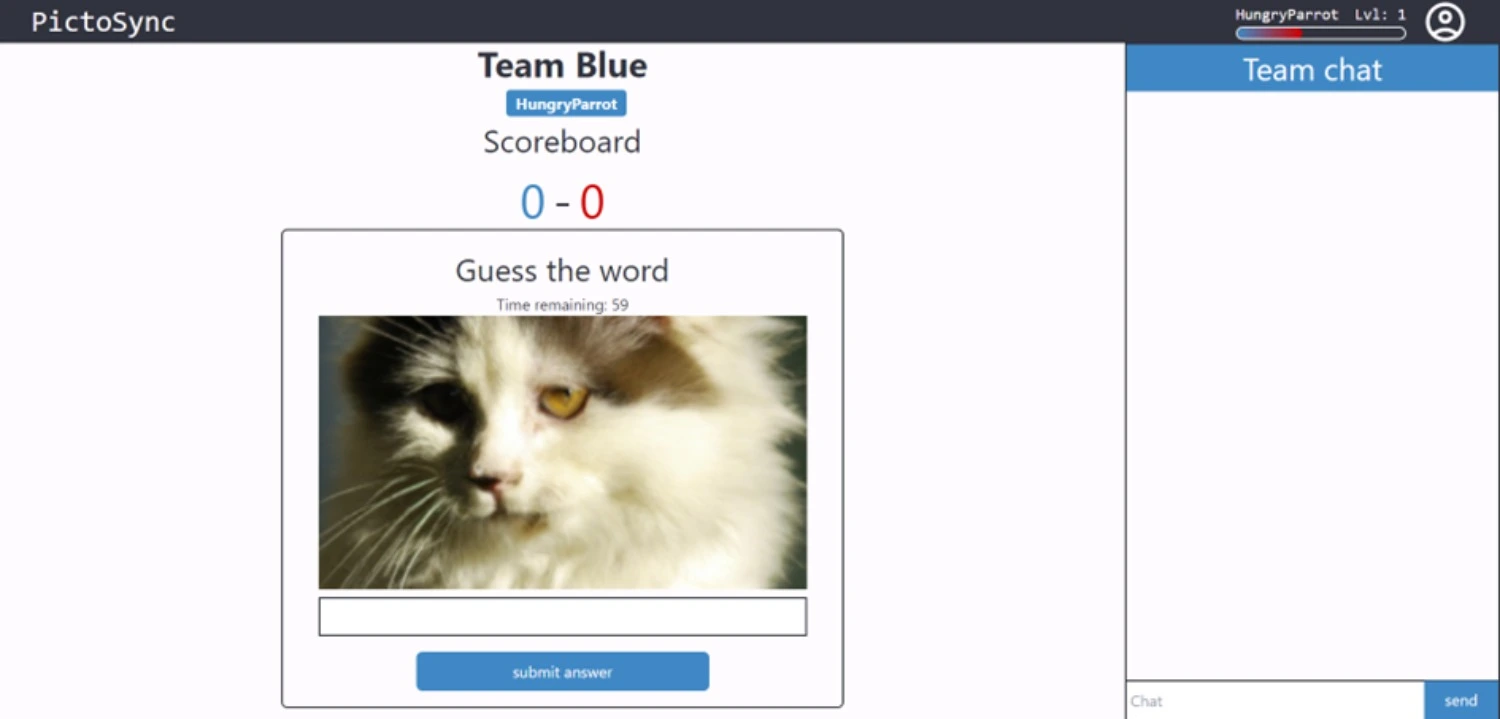 PictoSync
HungryParrot Lvl: 1
Team Blue
HungryParrot
Scoreboard
0 - 0
Guess the word
Time remaining: 59
submit answer
Team chat
Chat
send